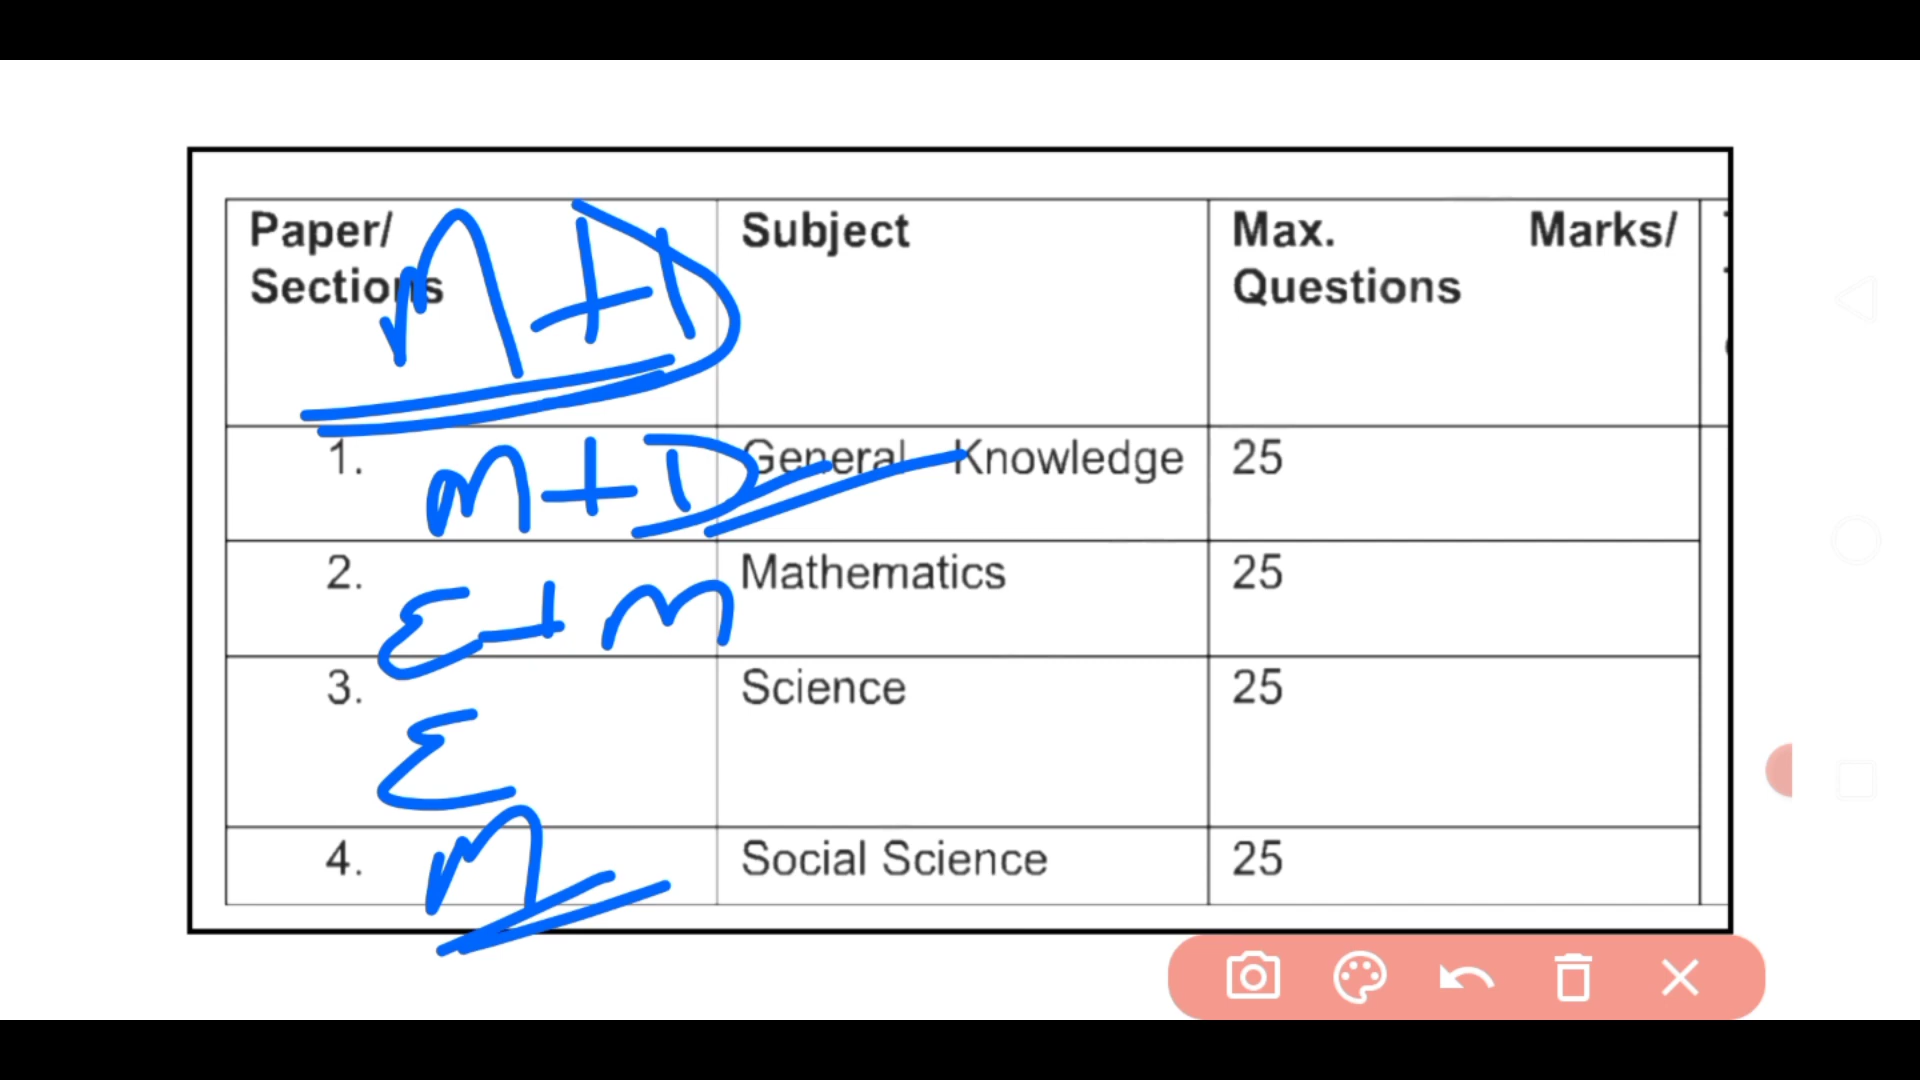 Paper/ Subject Max. Marks/
Sections Questions
M+D
1. M+D General Knowledge 25
2. E+M Mathematics 25
3. E Science 25
4. M Social Science 25